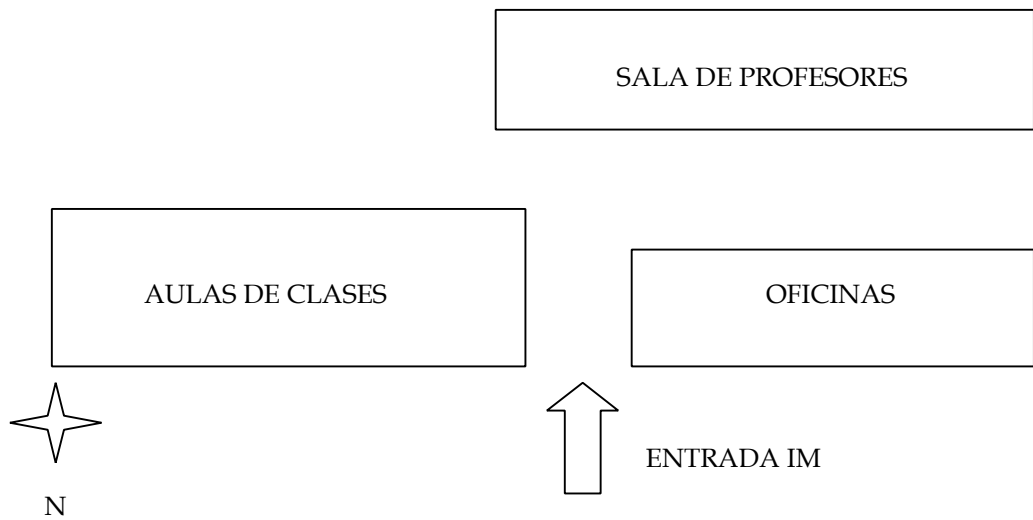 SALA DE PROFESORES
AULAS DE CLASES
OFICINAS
ENTRADA IM
N